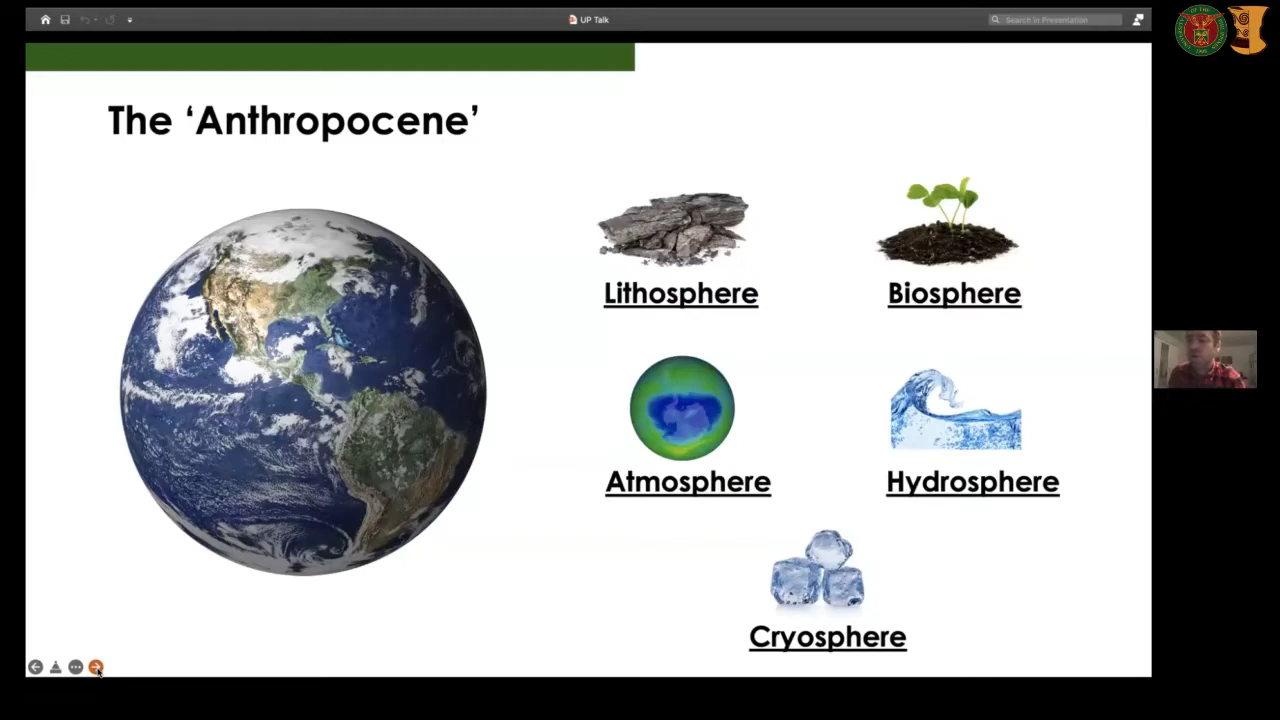 UP Talk
Search in Presentation
The ‘Anthropocene’
Lithosphere
Biosphere
Atmosphere
Hydrosphere
Cryosphere